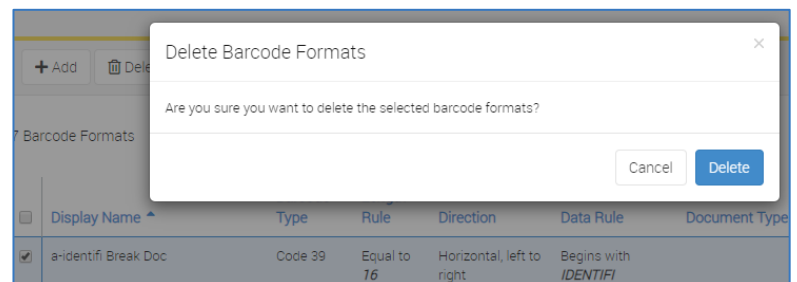 Delete Barcode Formats
×
+ Add Dele
Are you sure you want to delete the selected barcode formats?
7 Barcode Formats
Cancel Delete
Display Name Type Rule Direction Data Rule Document Type
a-identifi Break Doc Code 39 Equal to Horizontal, left to Begins with
16 right IDENTIFI